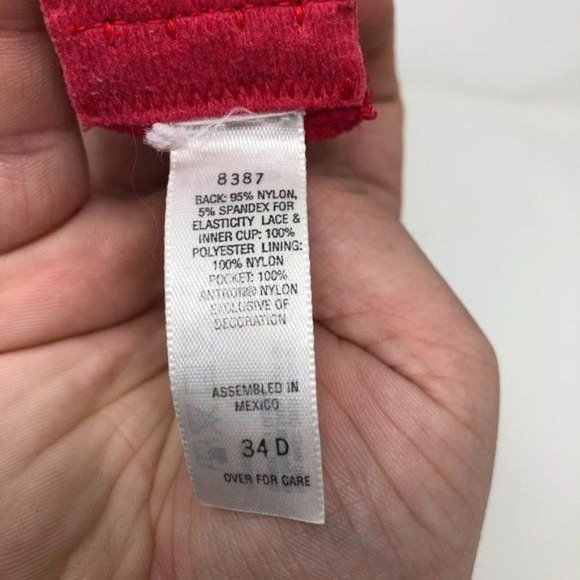 8387
BACK: 95% NYLON,
5% SPANDEX FOR
ELASTICITY LACE &
INNER CUP: 100%
POLYESTER LINING:
100% NYLON
POCKET: 100%
ANTRON® NYLON
EXCLUSIVE OF
DECORATION
ASSEMBLED IN
MEXICO
34 D
OVER FOR CARE